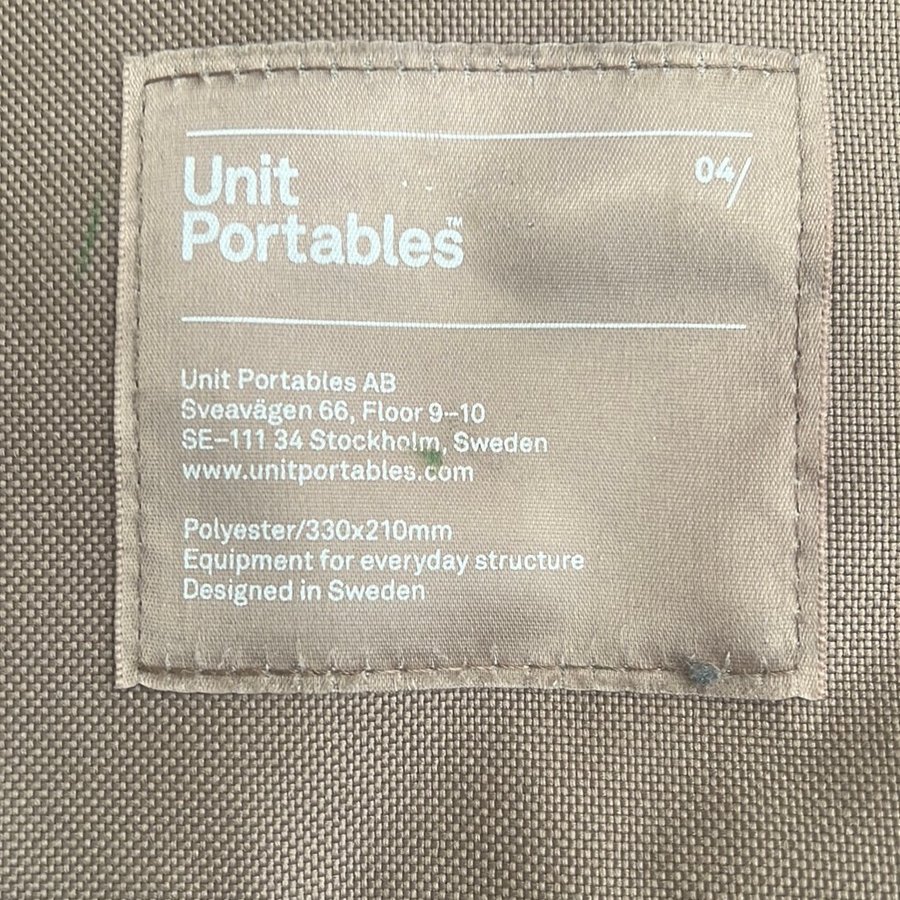 Unit
Portables™
04/
Unit Portables AB
Sveavägen 66, Floor 9–10
SE–111 34 Stockholm, Sweden
www.unitportables.com
Polyester/330x210mm
Equipment for everyday structure
Designed in Sweden